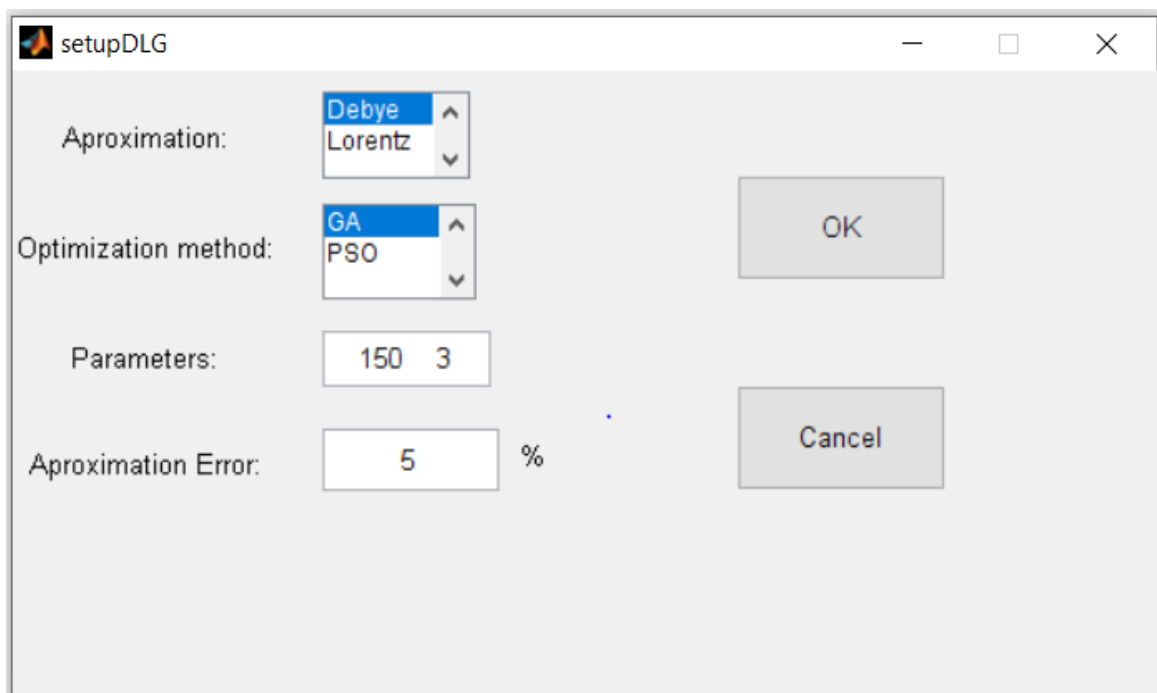 setupDLG
Aproximation:
Debye
Lorentz
Optimization method:
GA
PSO
Parameters:
150 3
Aproximation Error:
5 %
OK
Cancel